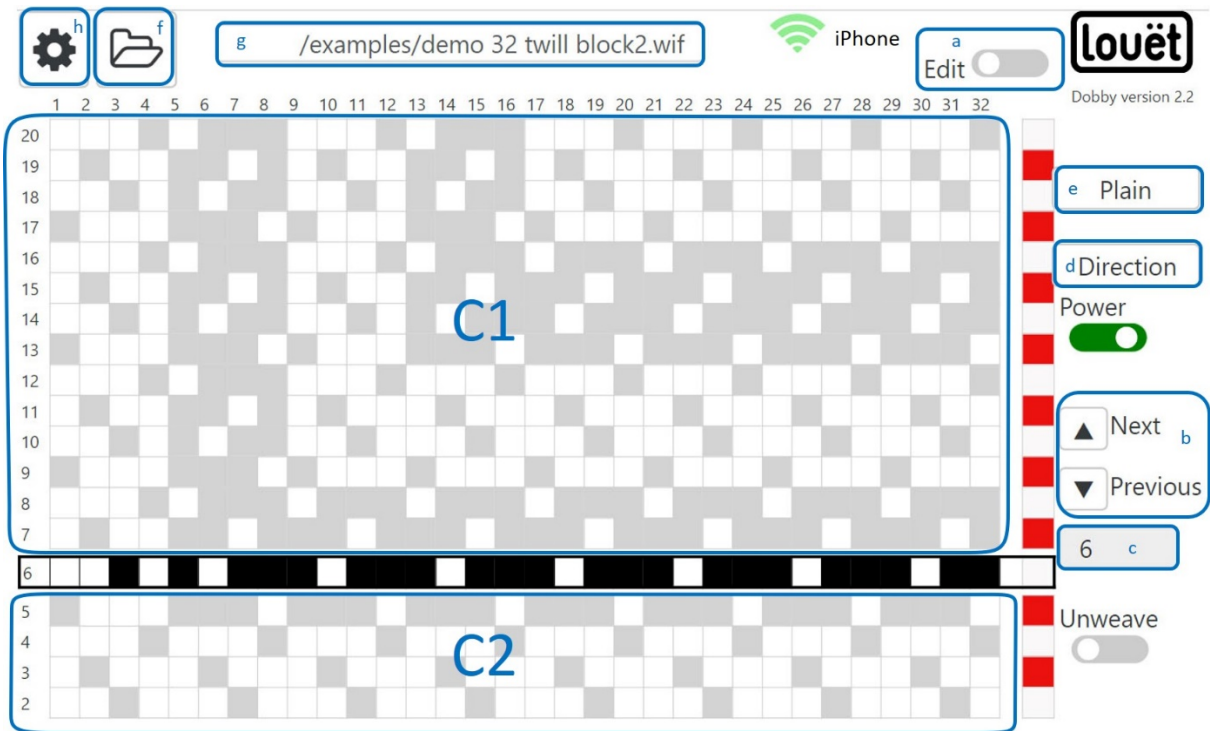 h
f
g /examples/demo 32 twill block2.wif
iPhone
a
Edit
louët
Dobby version 2.2
1 2 3 4 5 6 7 8 9 10 11 12 13 14 15 16 17 18 19 20 21 22 23 24 25 26 27 28 29 30 31 32
20
19
18
e Plain
17
16
d Direction
15
C1
14
Power
13
12
11
Next
b
10
9
Previous
8
7
6 c
6
5
Unweave
4
C2
3
2